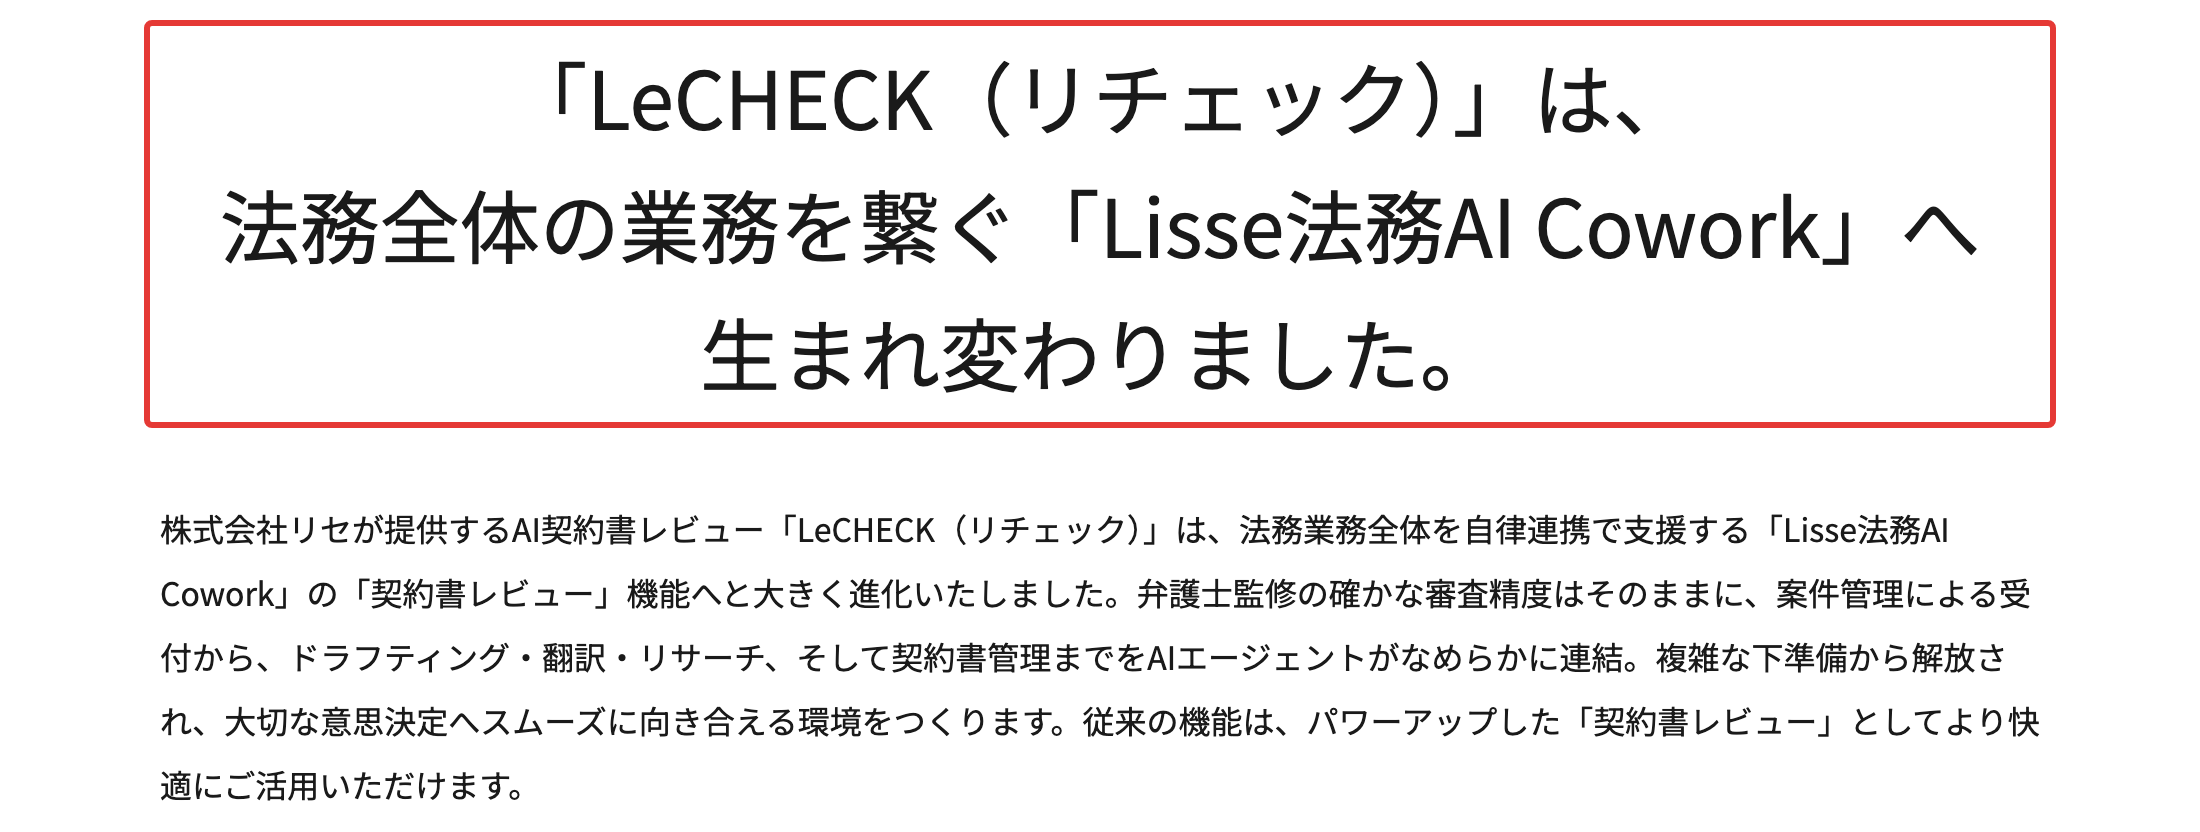 「LeCHECK（リチェック）」は、
法務全体の業務を繋ぐ「Lisse法務AI Cowork」へ
生まれ変わりました。
株式会社リセが提供するAI契約書レビュー「LeCHECK（リチェック）」は、法務業務全体を自律連携で支援する「Lisse法務AI
Cowork」の「契約書レビュー」機能へと大きく進化いたしました。弁護士監修の確かな審査精度はそのままに、案件管理による受
付から、ドラフティング・翻訳・リサーチ、そして契約書管理までをAIエージェントがなめらかに連結。複雑な下準備から解放さ
れ、大切な意思決定へスムーズに向き合える環境をつくります。従来の機能は、パワーアップした「契約書レビュー」としてより快
適にご活用いただけます。